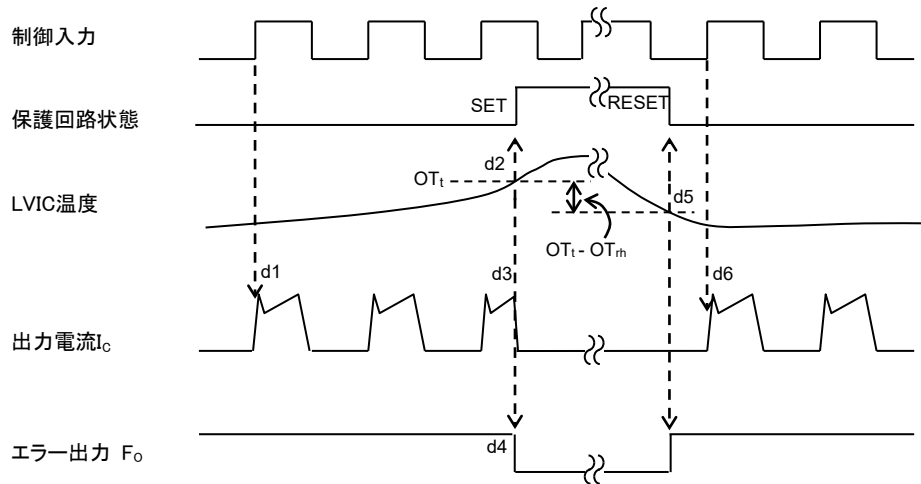 制御入力
保護回路状態
SET
RESET
LVIC温度
OTt
d2
d5
OTt - OTrh
d1
d3
d6
出力電流IC
エラー出力 FO
d4